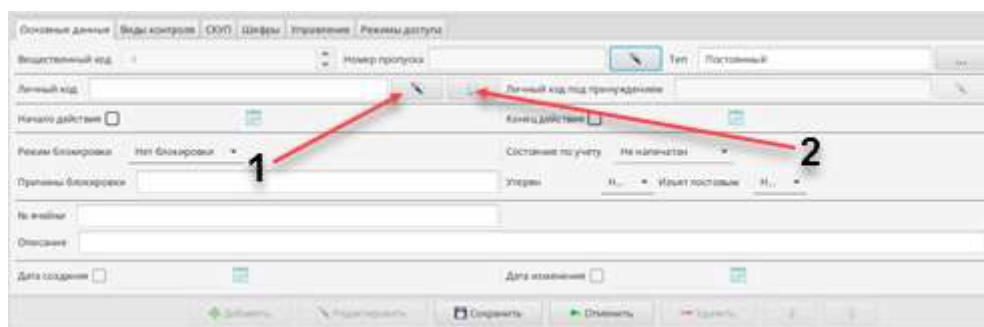 Основные данные Виды контроля СКУП Шифры Управление Режимы доступа
Вещественный код Номер пропуска Тип Постоянный ...
Личный код Личный код под принуждением
Начало действия Конец действия
Режим блокировки Нет блокировки Состояние по учету Не напечатан
1 2
Причины блокировки Утерян Н... Изъят постовым Н...
№ ячейки
Описание
Дата создания Дата изменения
Добавить Редактировать Сохранить Отменить Удалить